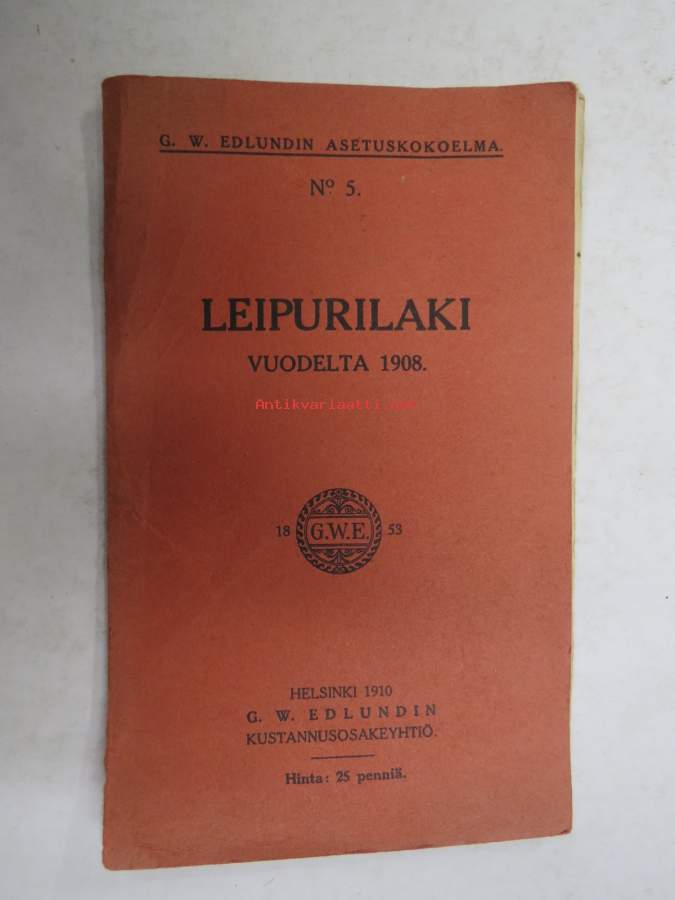 G. W. EDLUNDIN ASETUSKOKOELMA.
Nº 5.
LEIPURILAKI
VUODELTA 1908.
Antikvariaatti.net
18 G.W.E. 53
HELSINKI 1910
G. W. EDLUNDIN
KUSTANNUSOSAKEYHTIÖ.
Hinta: 25 penniä.